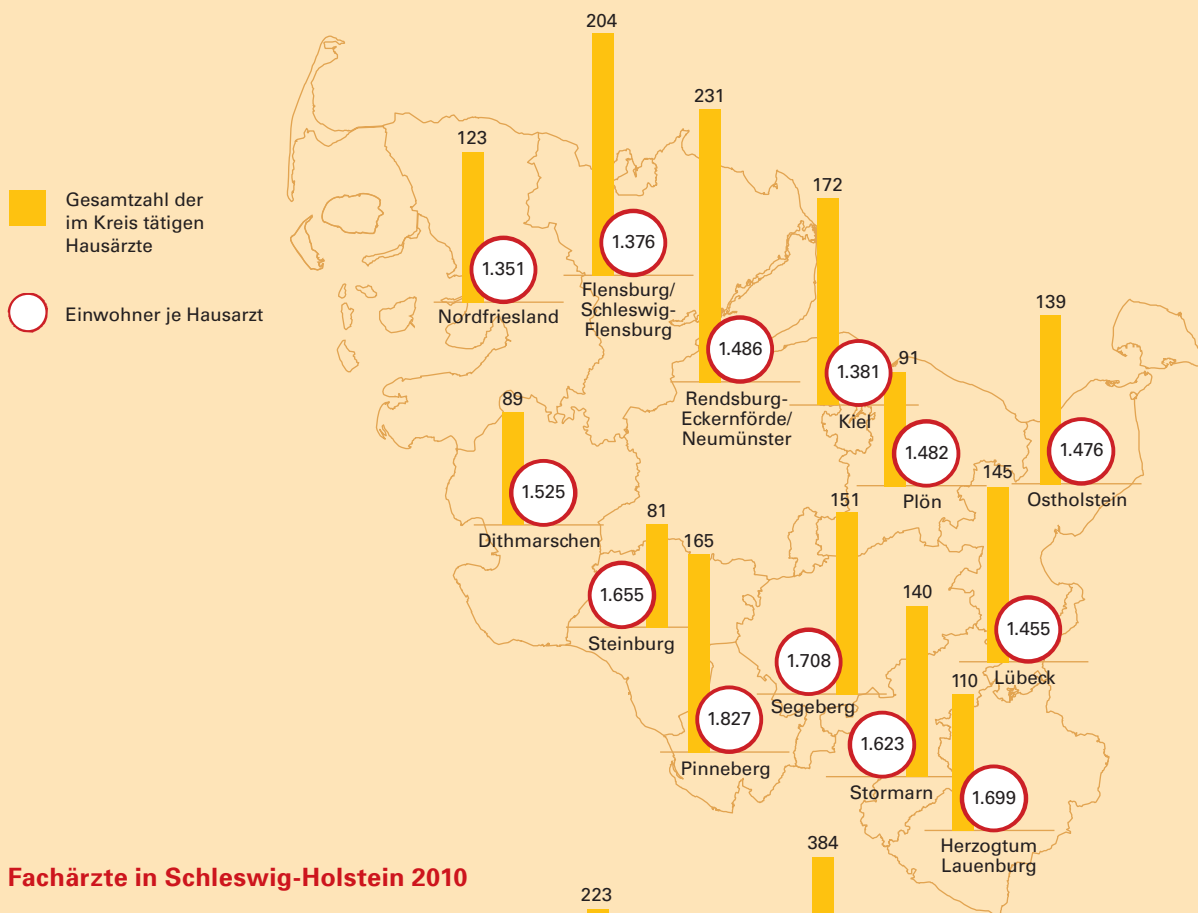 204
231
123
172
Gesamtzahl der
im Kreis tätigen
Hausärzte
1.376
1.351
Einwohner je Hausarzt
Nordfriesland
Flensburg/
Schleswig-
Flensburg
139
1.486
1.381
91
89
Rendsburg-
Eckernförde/
Neumünster
Kiel
1.482
1.476
145
1.525
151
Plön
Ostholstein
Dithmarschen
81
165
1.655
140
Steinburg
1.455
1.708
Lübeck
110
Segeberg
1.827
1.623
Pinneberg
Stormarn
1.699
384
Herzogtum
Lauenburg
Fachärzte in Schleswig-Holstein 2010
223